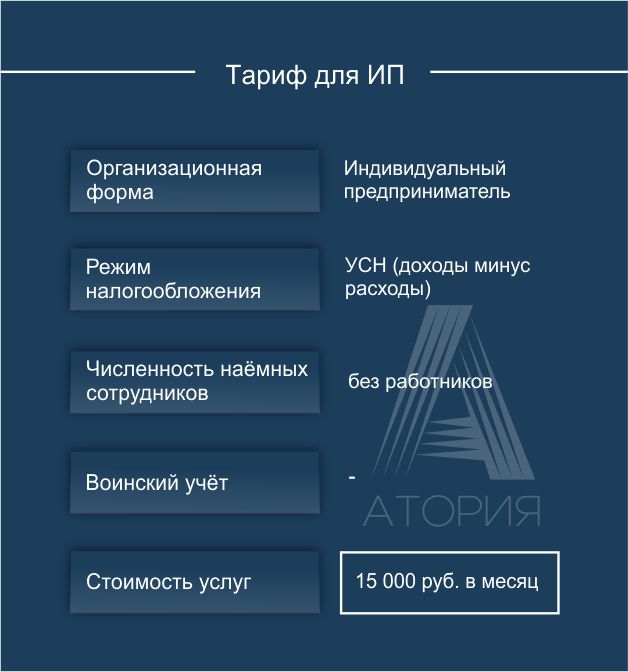 Тариф для ИП
Организационная
форма
Индивидуальный
предприниматель
Режим
налогообложения
УСН (доходы минус
расходы)
Численность наёмных
сотрудников
без работников
Воинский учёт
-
АТОРИЯ
Стоимость услуг
15 000 руб. в месяц